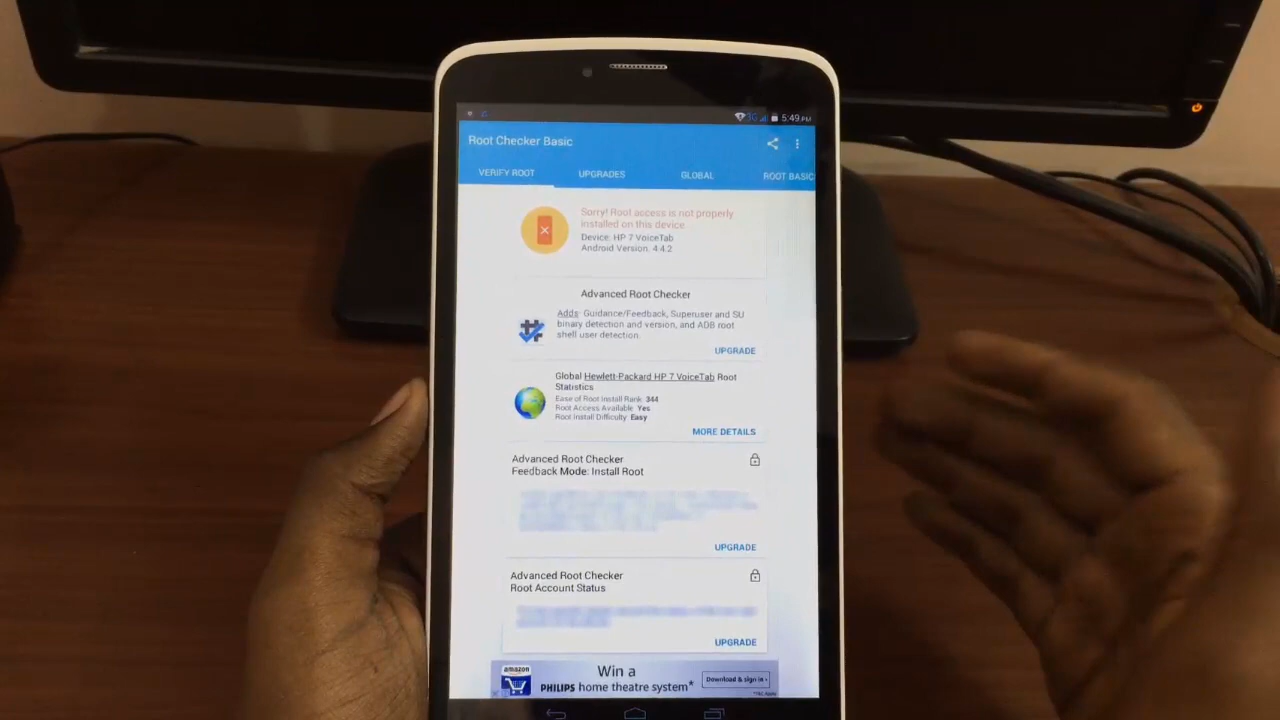 3G 5:49 PM
Root Checker Basic
VERIFY ROOT UPGRADES GLOBAL ROOT BASIC
Sorry! Root access is not properly
installed on this device.
Device: HP 7 VoiceTab
Android Version: 4.4.2
Advanced Root Checker
Adds: Guidance/Feedback, Superuser and SU
binary detection and version, and ADB root
shell user detection.
UPGRADE
Global Hewlett-Packard HP 7 VoiceTab Root
Statistics
Ease of Root Install Rank: 344
Root Access Available: Yes
Root Install Difficulty: Easy
MORE DETAILS
Advanced Root Checker
Feedback Mode: Install Root
UPGRADE
Advanced Root Checker
Root Account Status
UPGRADE
amazon
Win a
PHILIPS home theatre system*
Download & sign in ›